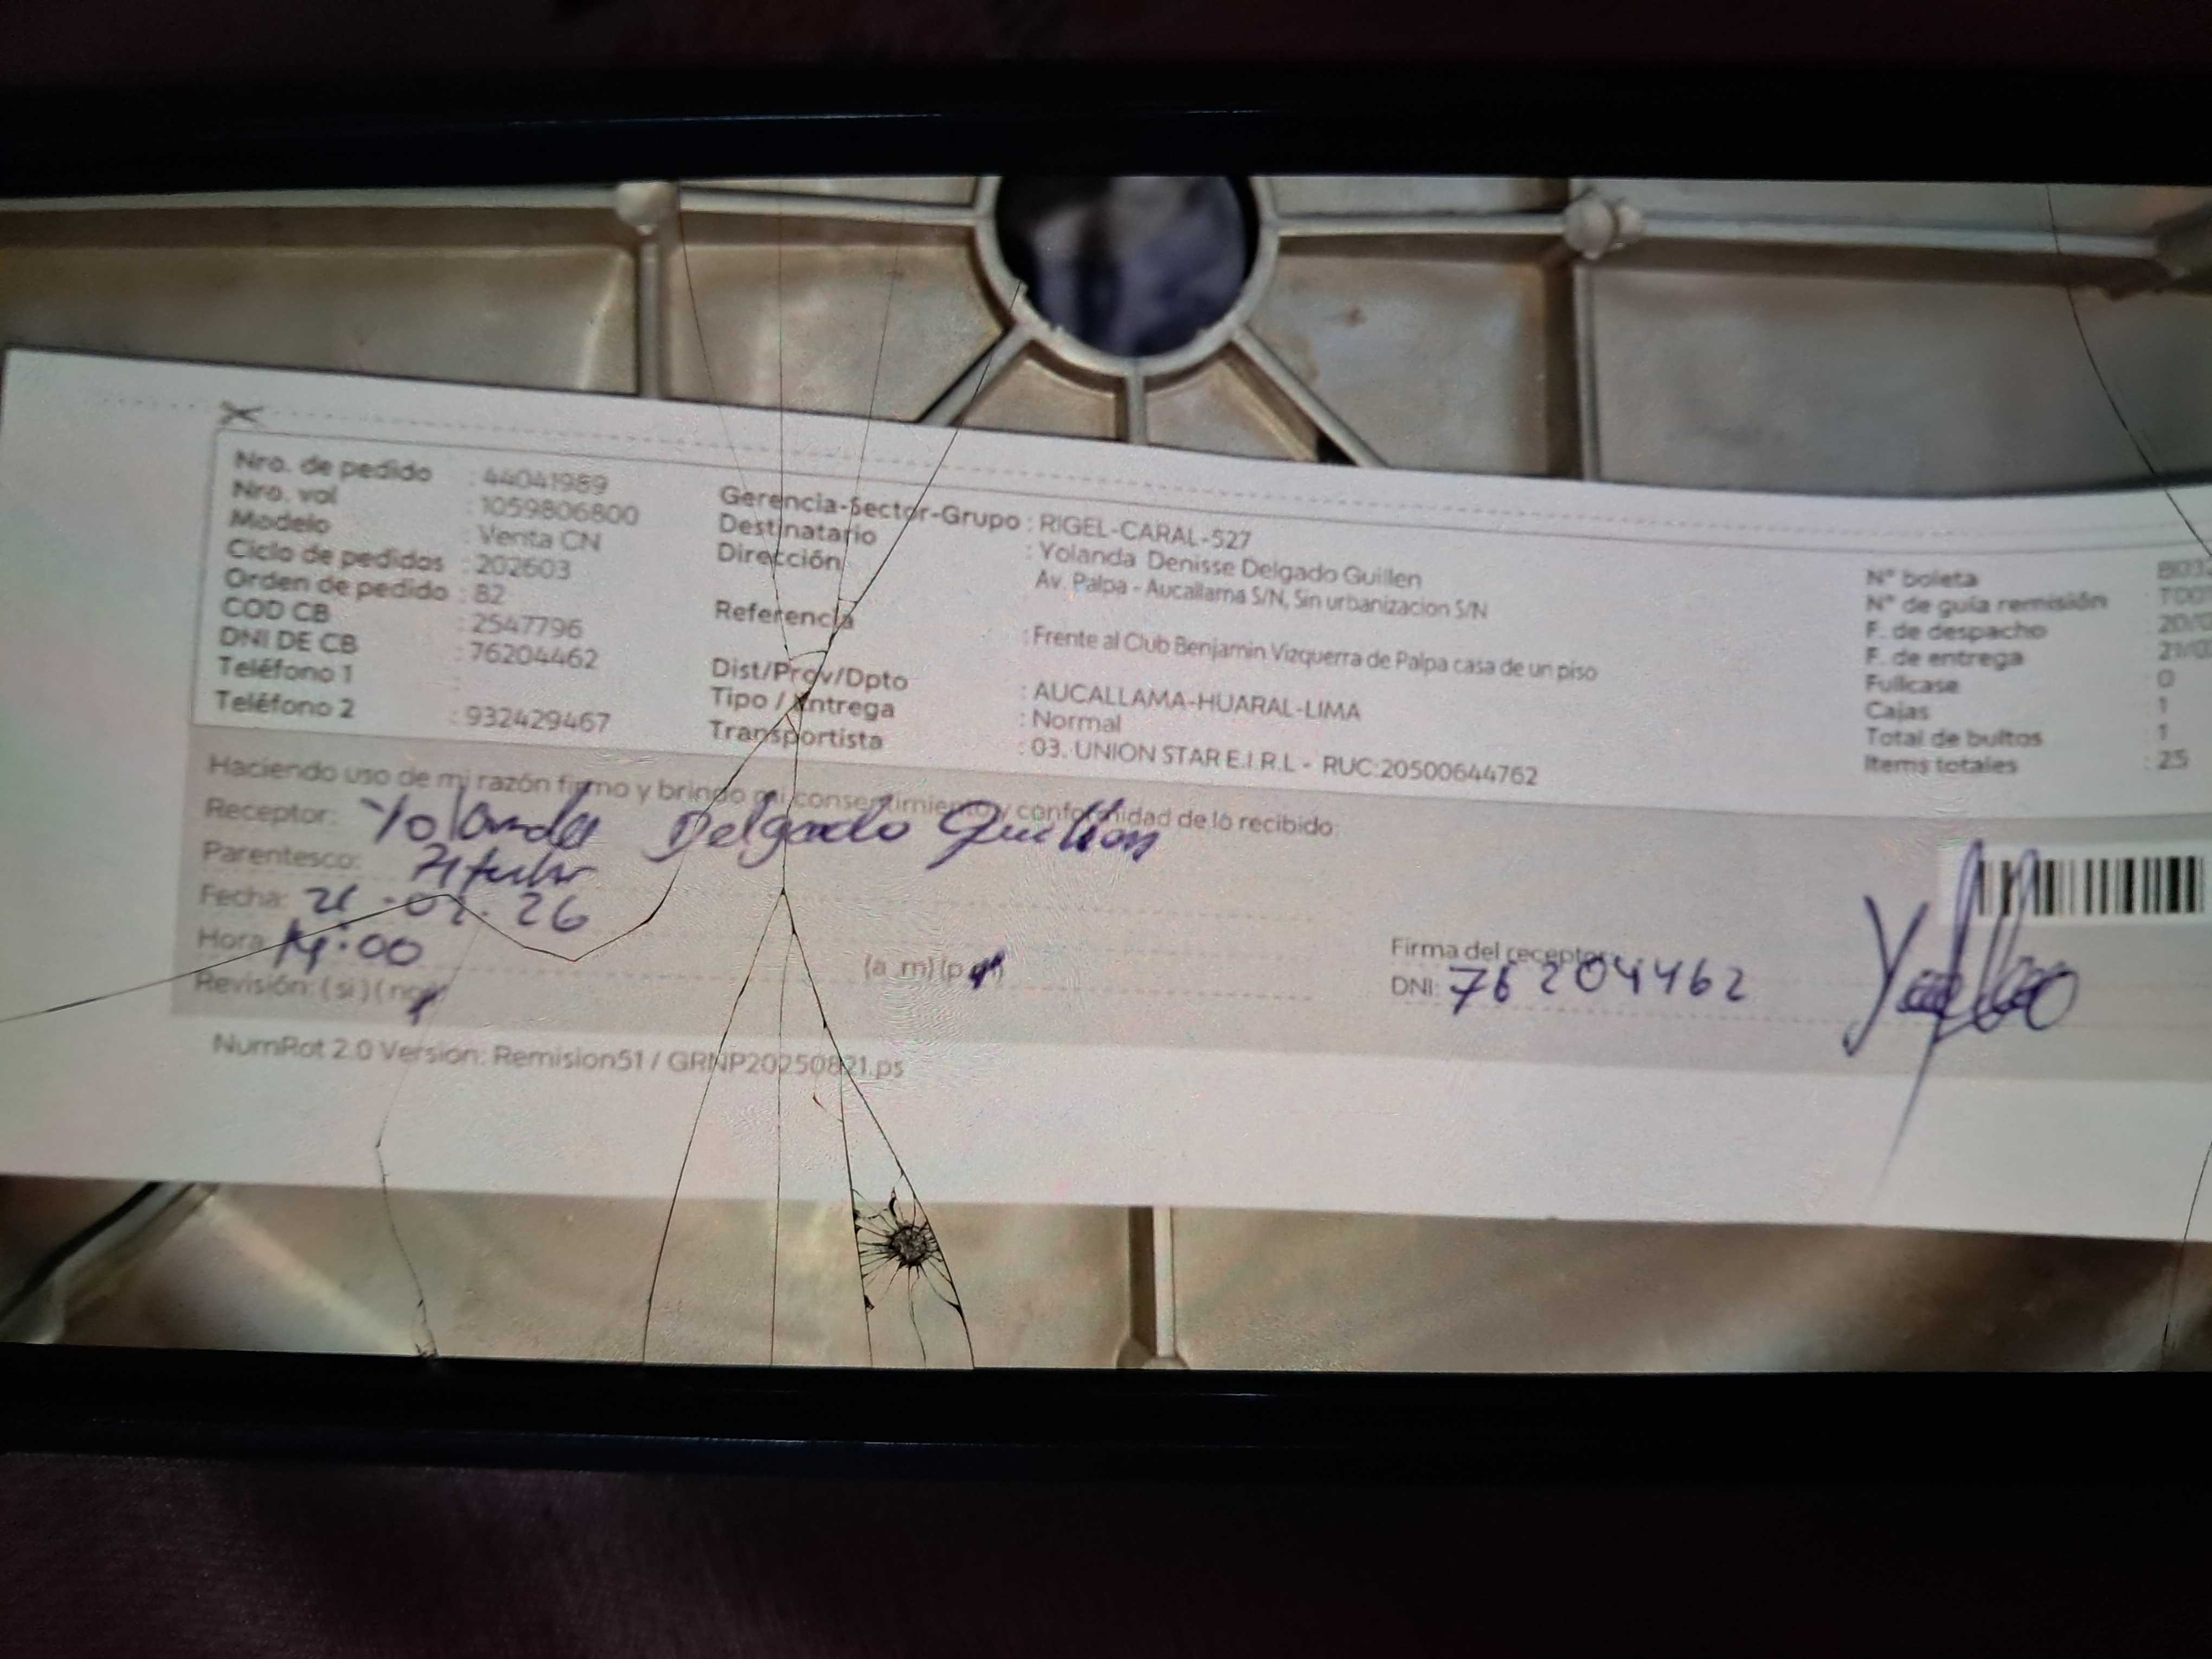 Nro. de pedido : 44041989
Nro. vol : 1059806800
Modelo : Venta CN
Ciclo de pedidos : 202603
Orden de pedido : 82
COD CB : 2547796
DNI DE CB : 76204462
Teléfono 1 :
Teléfono 2 : 932429467
Gerencia-Sector-Grupo : RIGEL-CARAL-527
Destinatario : Yolanda Denisse Delgado Guillen
Dirección : Av. Palpa - Aucallama S/N, Sin urbanizacion S/N
Referencia : Frente al Club Benjamin Vizquerra de Palpa casa de un piso
Dist/Prov/Dpto : AUCALLAMA-HUARAL-LIMA
Tipo / Entrega : Normal
Transportista : 03. UNION STAR E.I.R.L - RUC:20500644762
N° boleta
N° de guía remisión
F. de despacho
F. de entrega
Fullcase : 0
Cajas : 1
Total de bultos : 1
Items totales : 25
Haciendo uso de mi razón firmo y brindo mi consentimiento y conformidad de lo recibido:
Receptor: Yolanda Delgado Guillen
Parentesco: Titular
Fecha: 21-02-26
Hora: 14:00 (a m) (p m)
Revisión: ( si ) ( no )
Firma del receptor
DNI: 76204462
NumRot 2.0 Version: Remision51 / GRNP20250821.ps